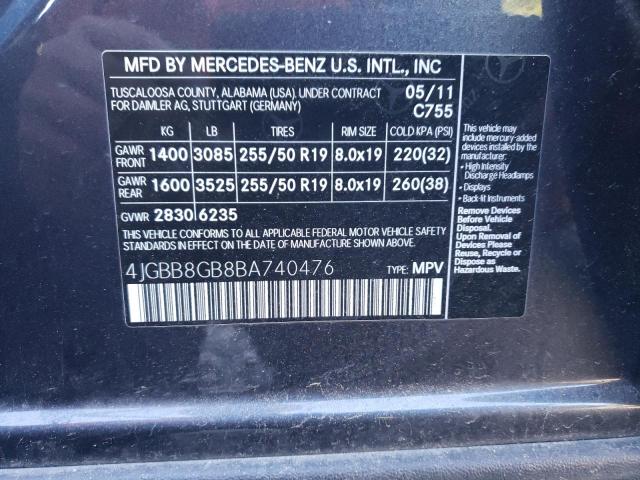 MFD BY MERCEDES-BENZ U.S. INTL., INC
TUSCALOOSA COUNTY, ALABAMA (USA). UNDER CONTRACT 05/11
FOR DAIMLER AG, STUTTGART (GERMANY) C755
KG LB TIRES RIM SIZE COLD KPA (PSI)
GAWR FRONT 1400 3085 255/50 R19 8.0x19 220(32)
GAWR REAR 1600 3525 255/50 R19 8.0x19 260(38)
GVWR 2830 6235
THIS VEHICLE CONFORMS TO ALL APPLICABLE FEDERAL MOTOR VEHICLE SAFETY
STANDARDS IN EFFECT ON THE DATE OF MANUFACTURE SHOWN ABOVE.
4JGBB8GB8BA740476 TYPE: MPV
This vehicle may
include mercury-added
devices installed by the
manufacturer:
• High Intensity
Discharge Headlamps
• Displays
• Back-lit Instruments
Remove Devices
Before Vehicle
Disposal.
Upon Removal of
Devices Please
Reuse, Recycle or
Dispose as
Hazardous Waste.